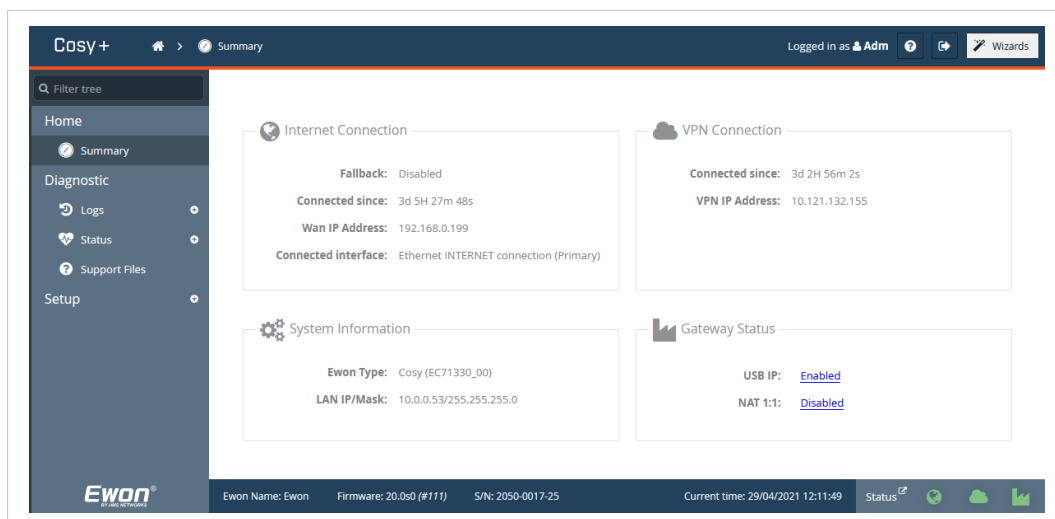 Cosy+ > Summary Logged in as Adm Wizards
Filter tree
Home
Summary
Diagnostic
Logs
Status
Support Files
Setup
Internet Connection
Fallback: Disabled
Connected since: 3d 5H 27m 48s
Wan IP Address: 192.168.0.199
Connected interface: Ethernet INTERNET connection (Primary)
VPN Connection
Connected since: 3d 2H 56m 2s
VPN IP Address: 10.121.132.155
System Information
Ewon Type: Cosy (EC71330_00)
LAN IP/Mask: 10.0.0.53/255.255.255.0
Gateway Status
USB IP: Enabled
NAT 1:1: Disabled
Ewon®
BY HMS NETWORKS
Ewon Name: Ewon Firmware: 20.0s0 (#111) S/N: 2050-0017-25 Current time: 29/04/2021 12:11:49 Status